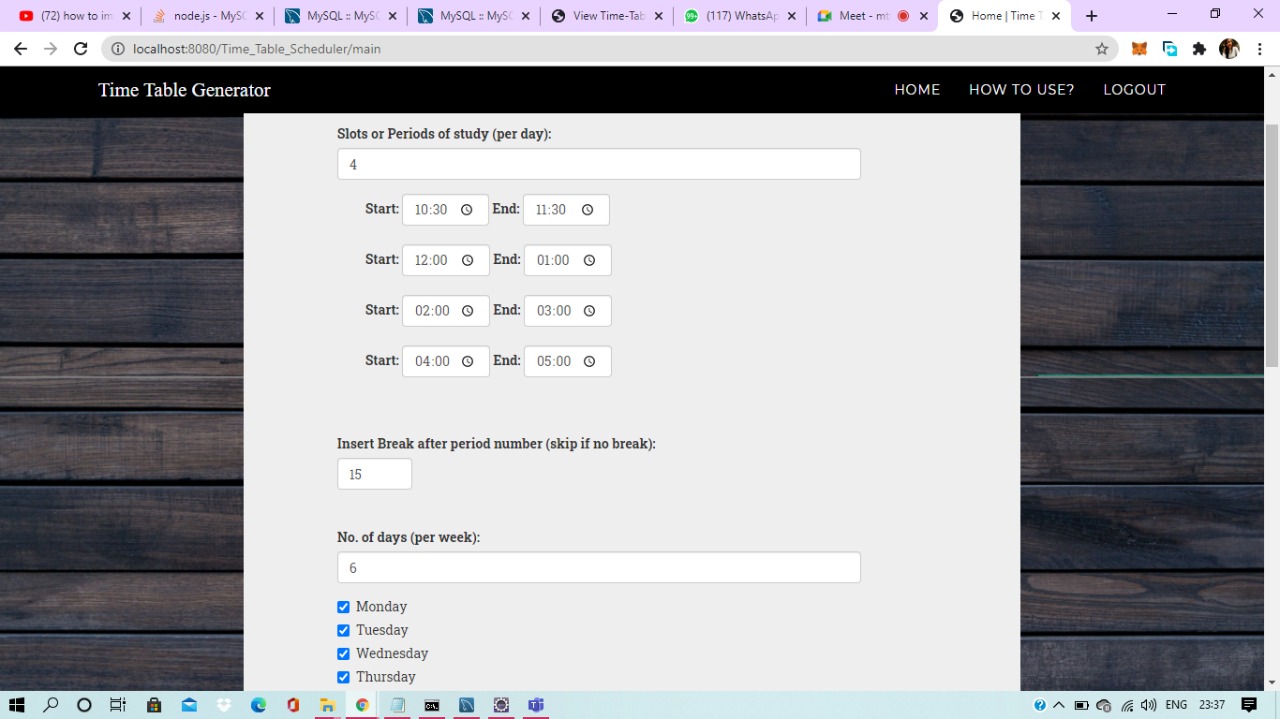 (72) how to im
node.js - MySC
MySQL :: MySC
MySQL :: MySC
View Time-Tab
99+
(117) WhatsAp
Meet - mt
Home | Time T
localhost:8080/Time_Table_Scheduler/main
Time Table Generator
HOME HOW TO USE? LOGOUT
Slots or Periods of study (per day):
4
Start: 10:30 End: 11:30
Start: 12:00 End: 01:00
Start: 02:00 End: 03:00
Start: 04:00 End: 05:00
Insert Break after period number (skip if no break):
15
No. of days (per week):
6
Monday
Tuesday
Wednesday
Thursday
ENG 23:37